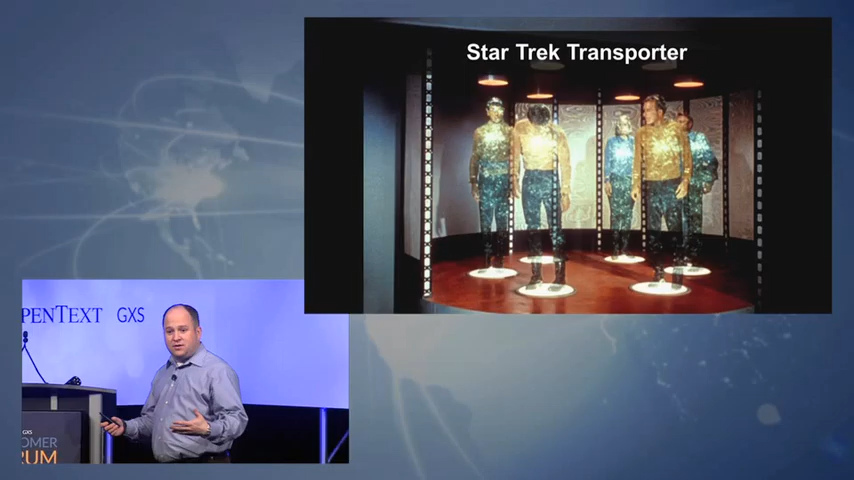 Star Trek Transporter
PENTEXT GXS
GXS
OMER
RUM